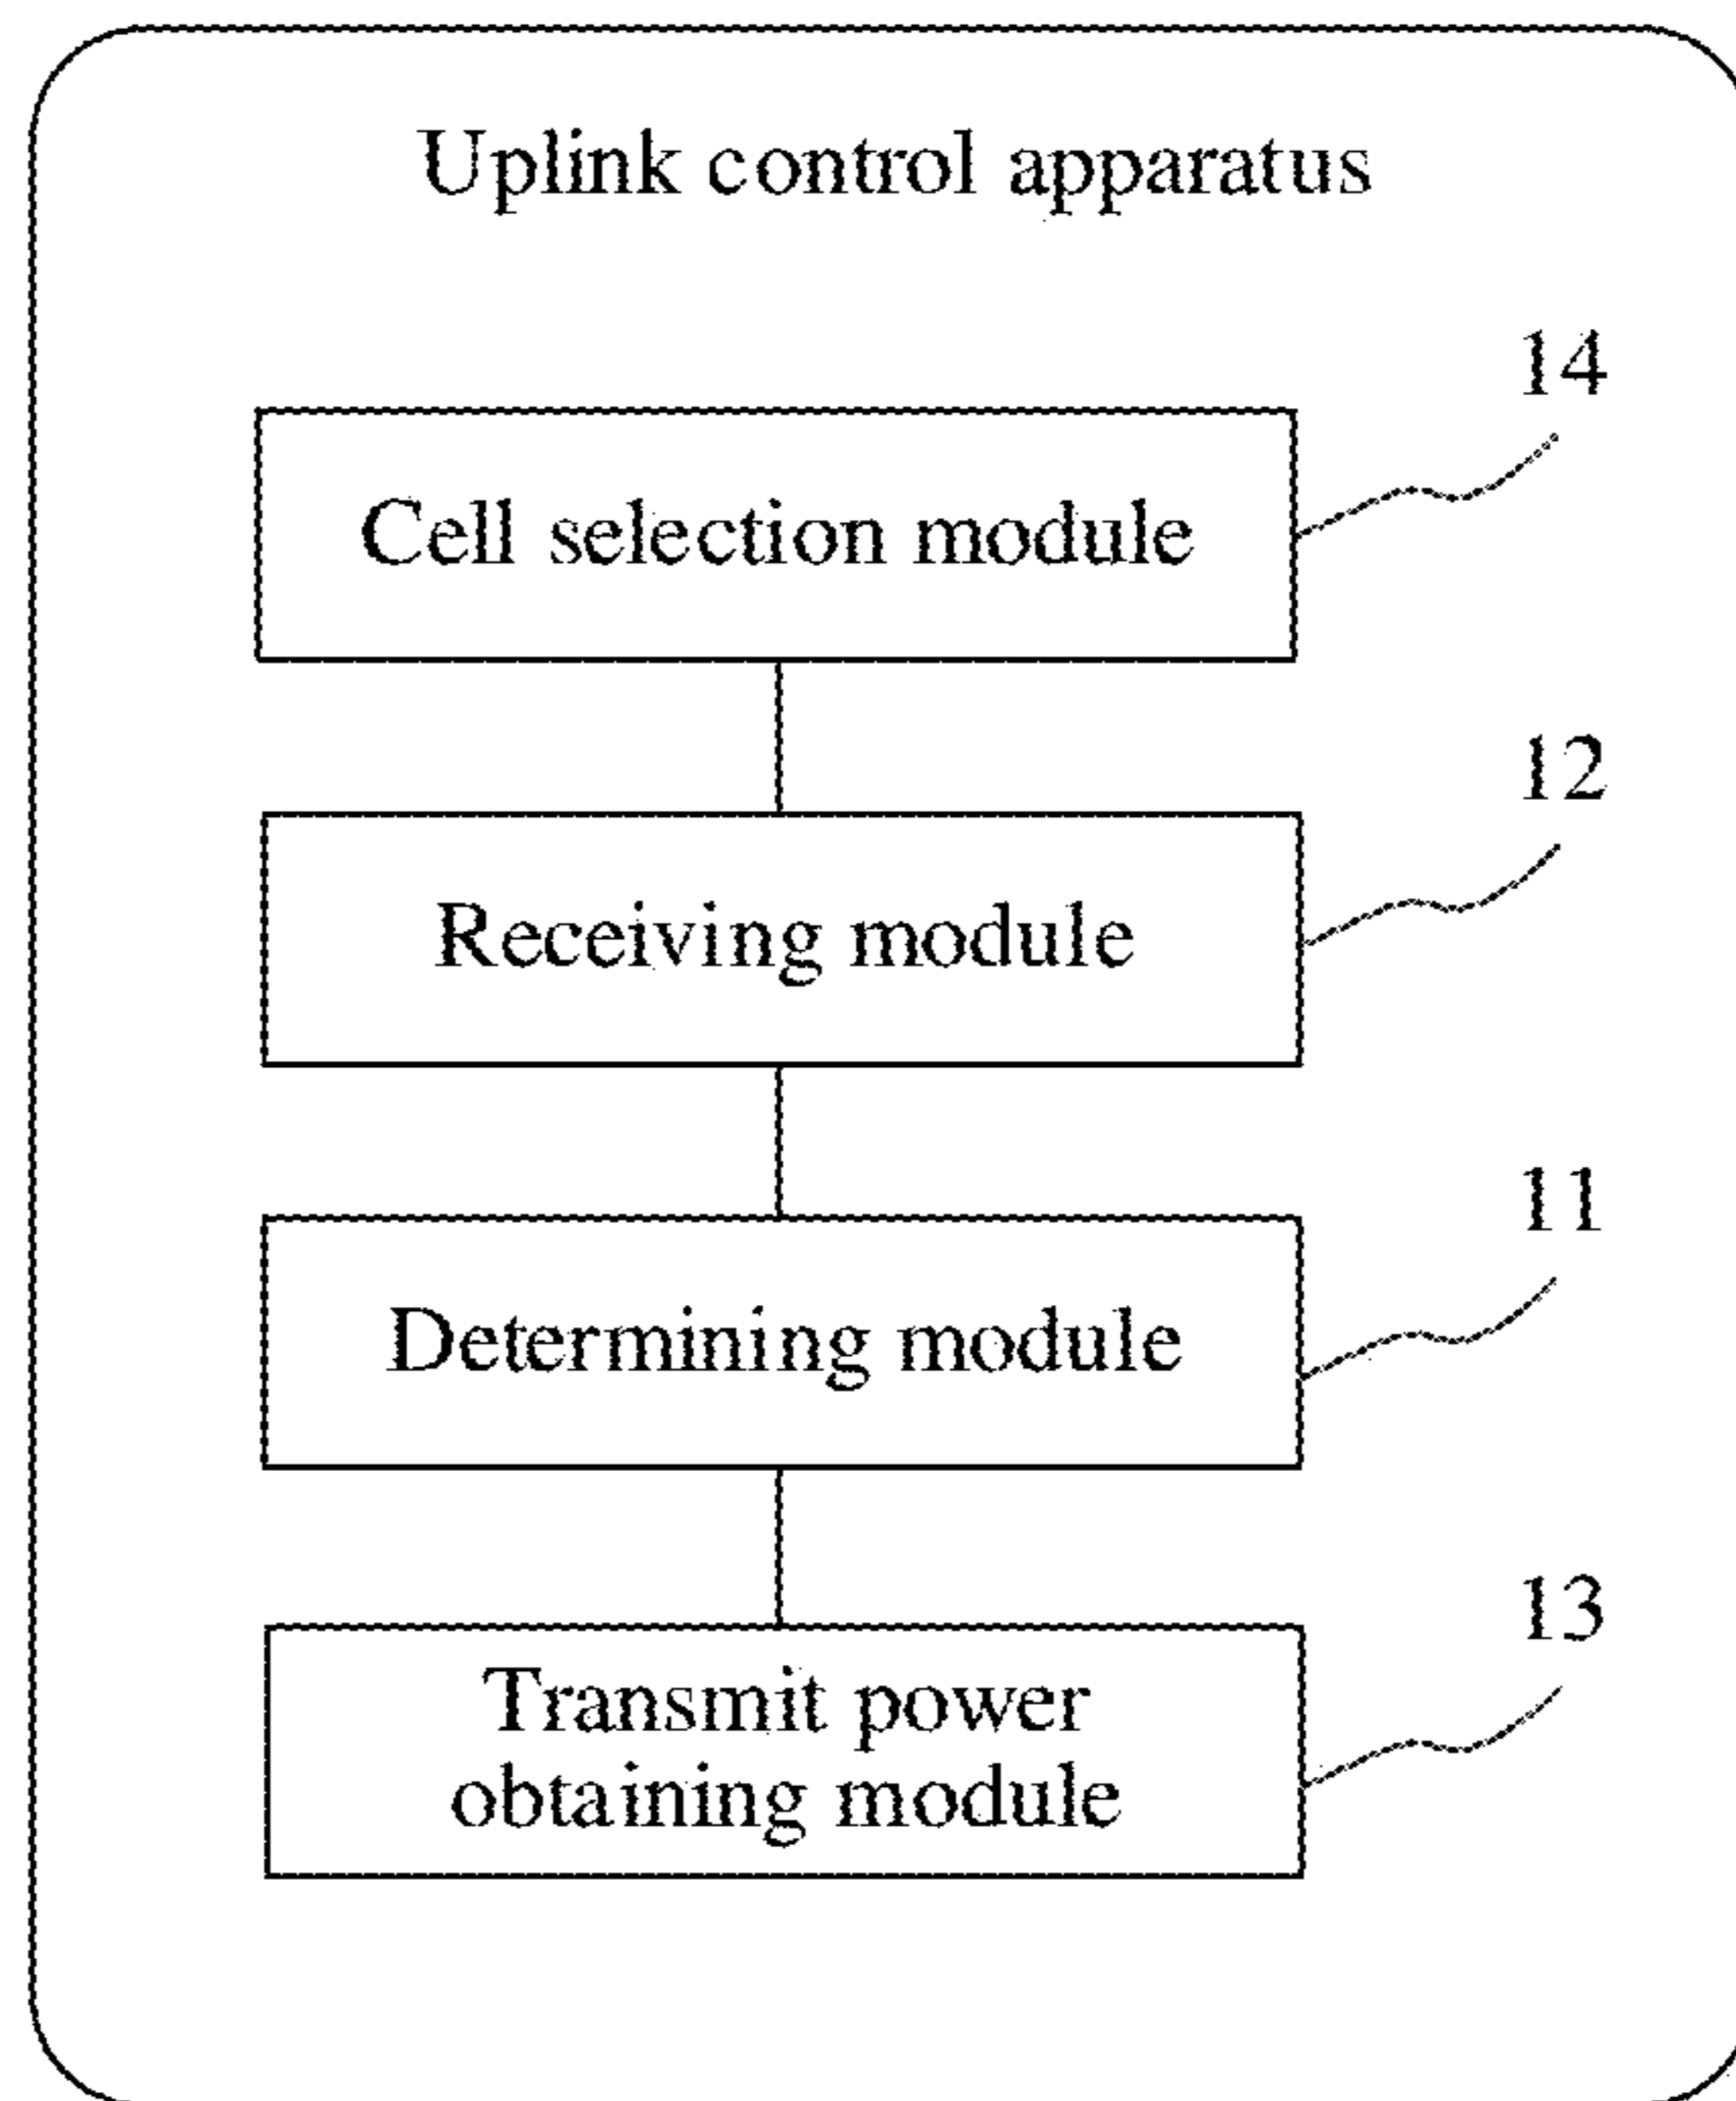 Uplink control apparatus
14
Cell selection module
12
Receiving module
11
Determining module
13
Transmit power
obtaining module